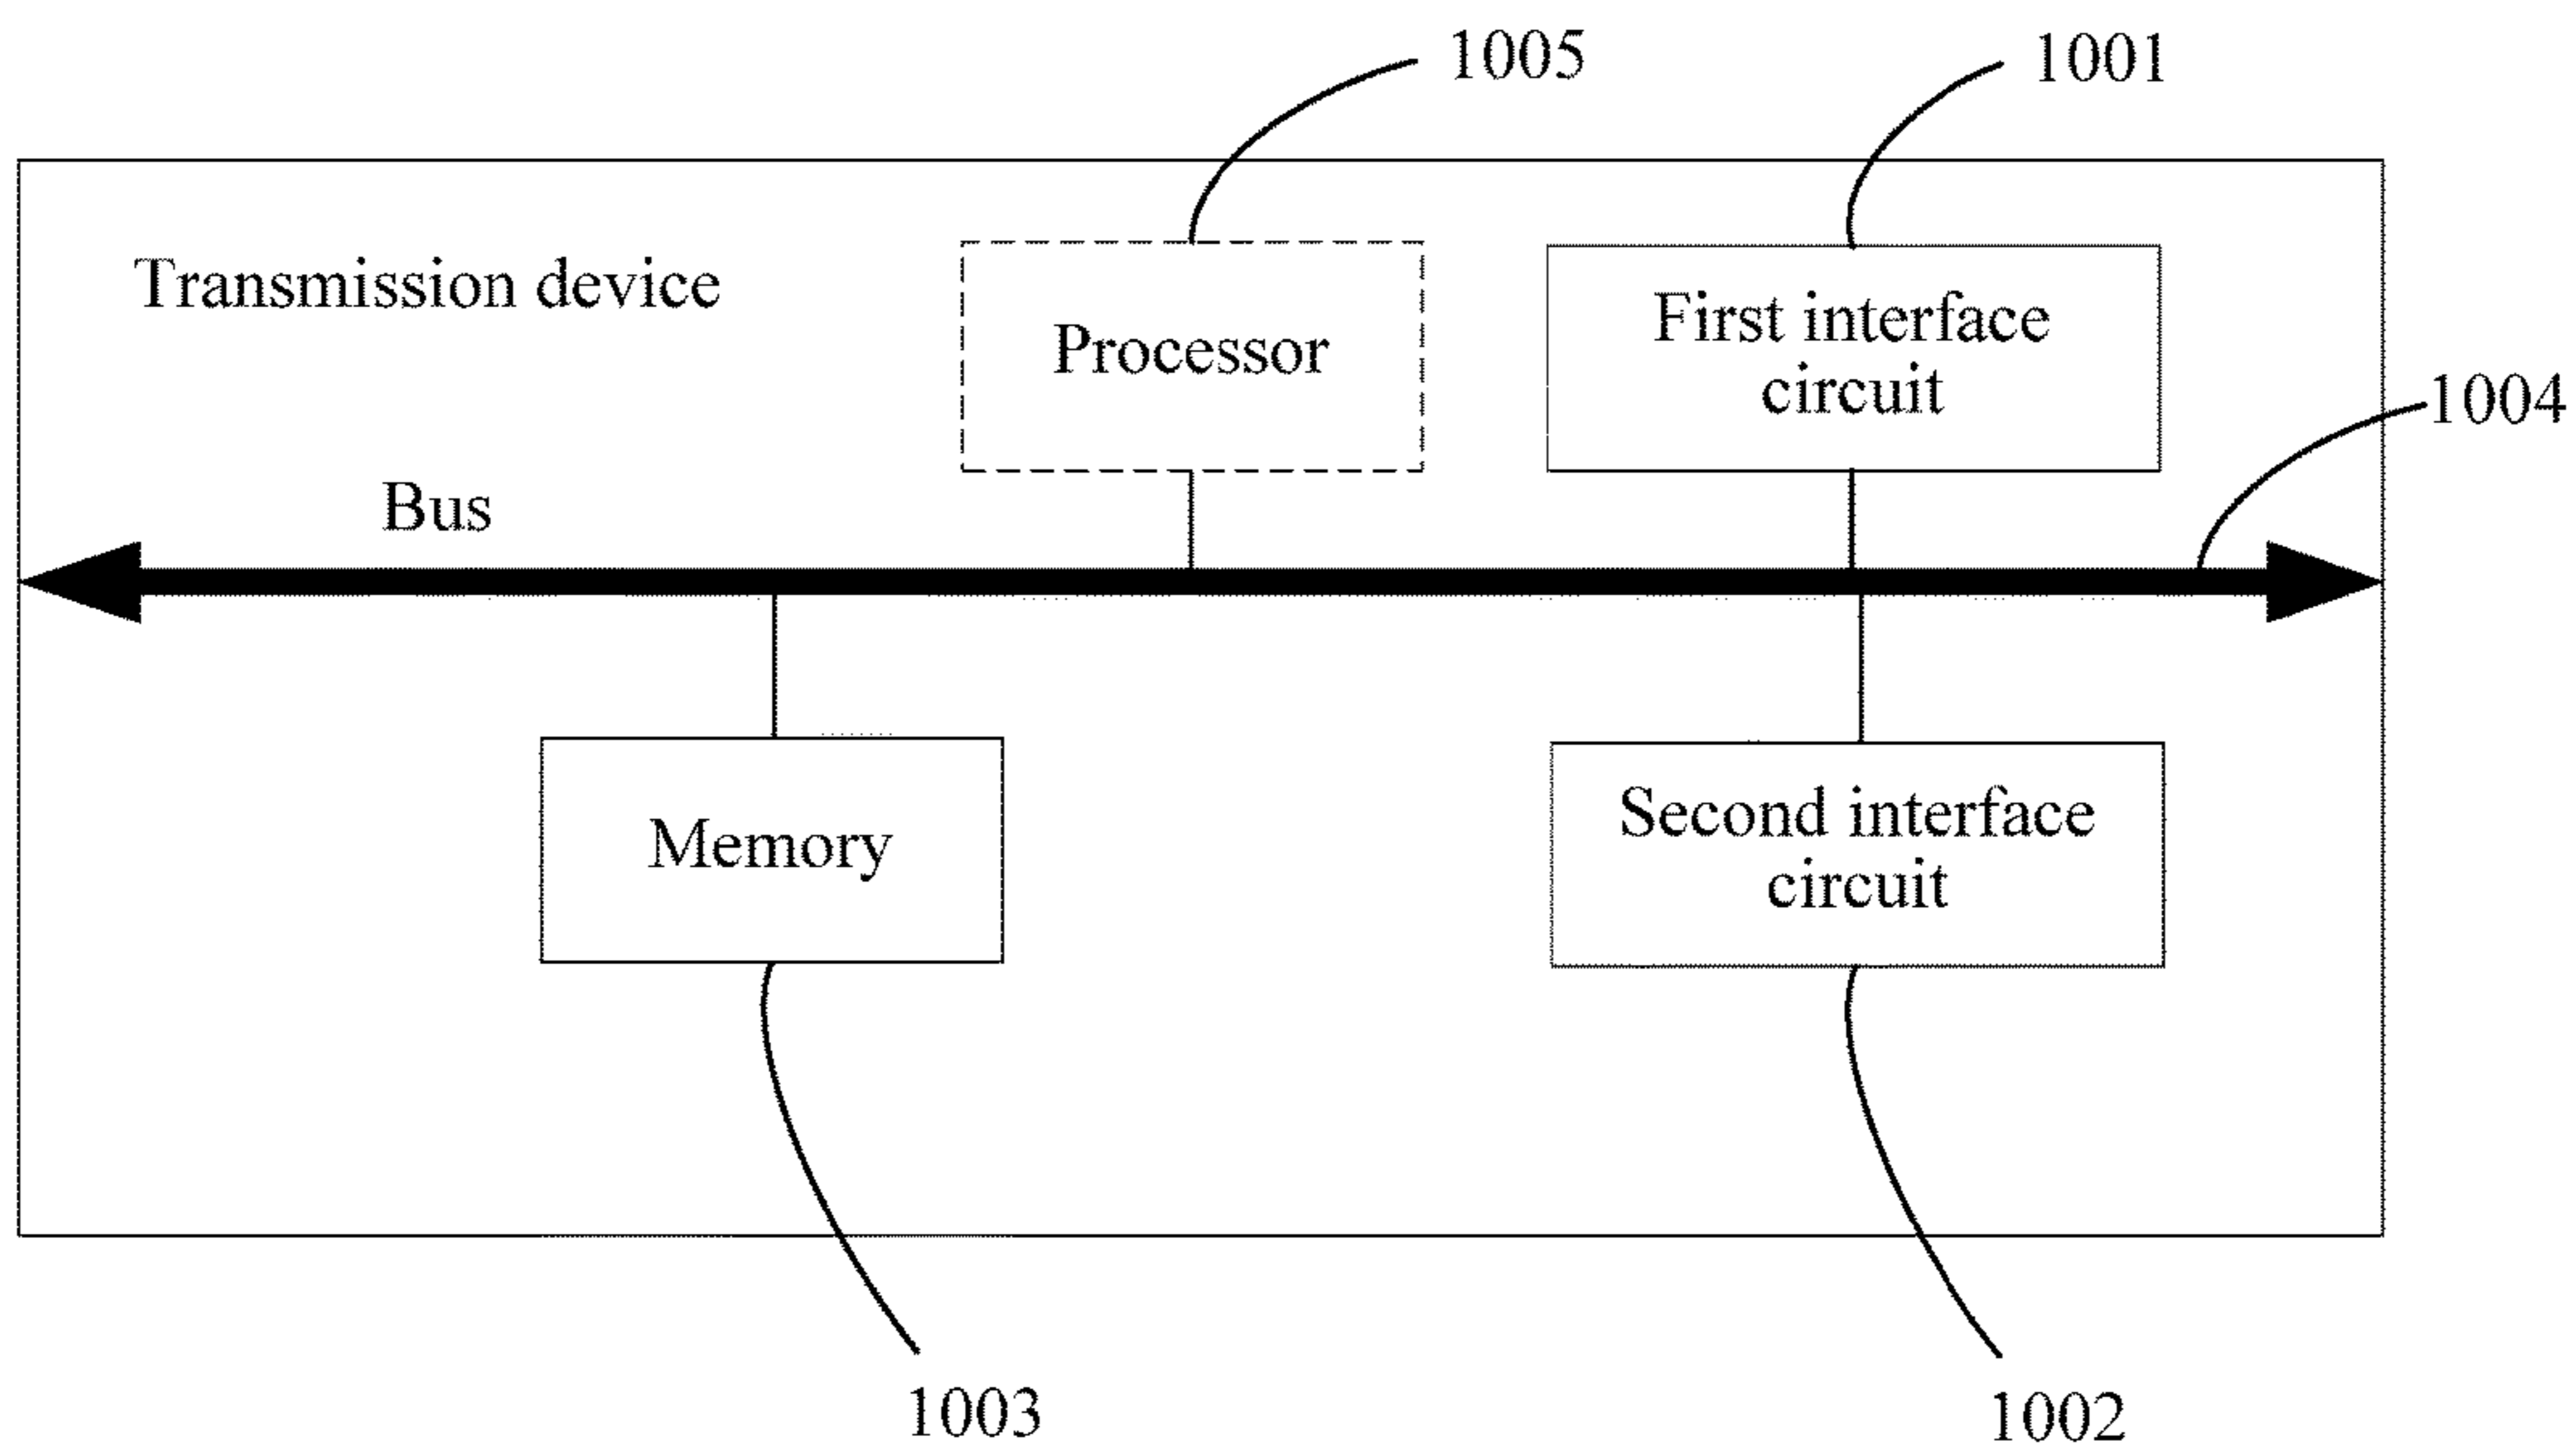 1005
1001
Transmission device
Processor
First interface
circuit
1004
Bus
Memory
Second interface
circuit
1003
1002